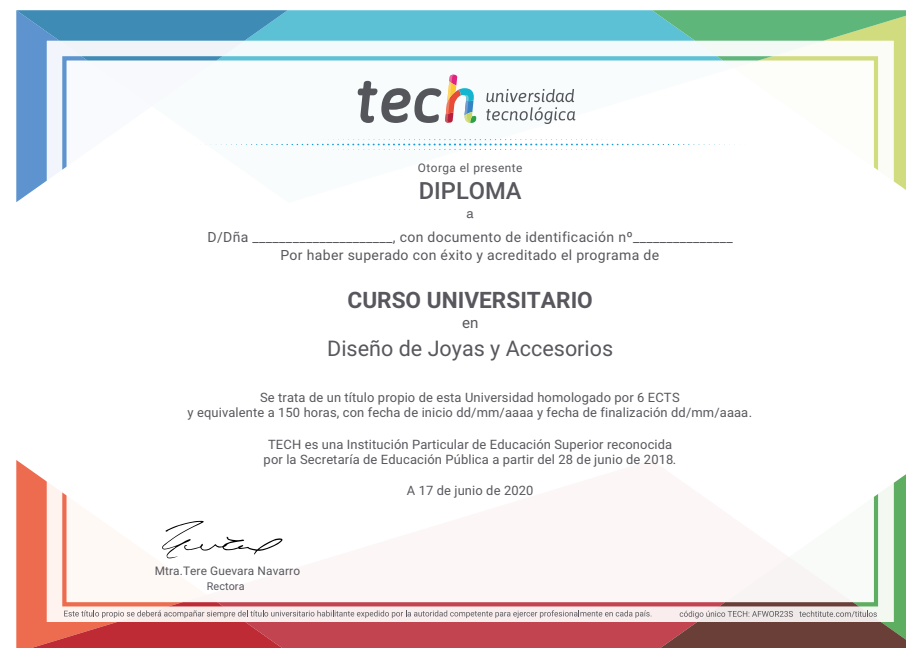 tech universidad
tecnológica
Otorga el presente
DIPLOMA
a
D/Dña _____________________, con documento de identificación nº_______________
Por haber superado con éxito y acreditado el programa de
CURSO UNIVERSITARIO
en
Diseño de Joyas y Accesorios
Se trata de un título propio de esta Universidad homologado por 6 ECTS
y equivalente a 150 horas, con fecha de inicio dd/mm/aaaa y fecha de finalización dd/mm/aaaa.
TECH es una Institución Particular de Educación Superior reconocida
por la Secretaría de Educación Pública a partir del 28 de junio de 2018.
A 17 de junio de 2020
Mtra.Tere Guevara Navarro
Rectora
Este título propio se deberá acompañar siempre del título universitario habilitante expedido por la autoridad competente para ejercer profesionalmente en cada país. código único TECH: AFWOR23S techtitute.com/titulos